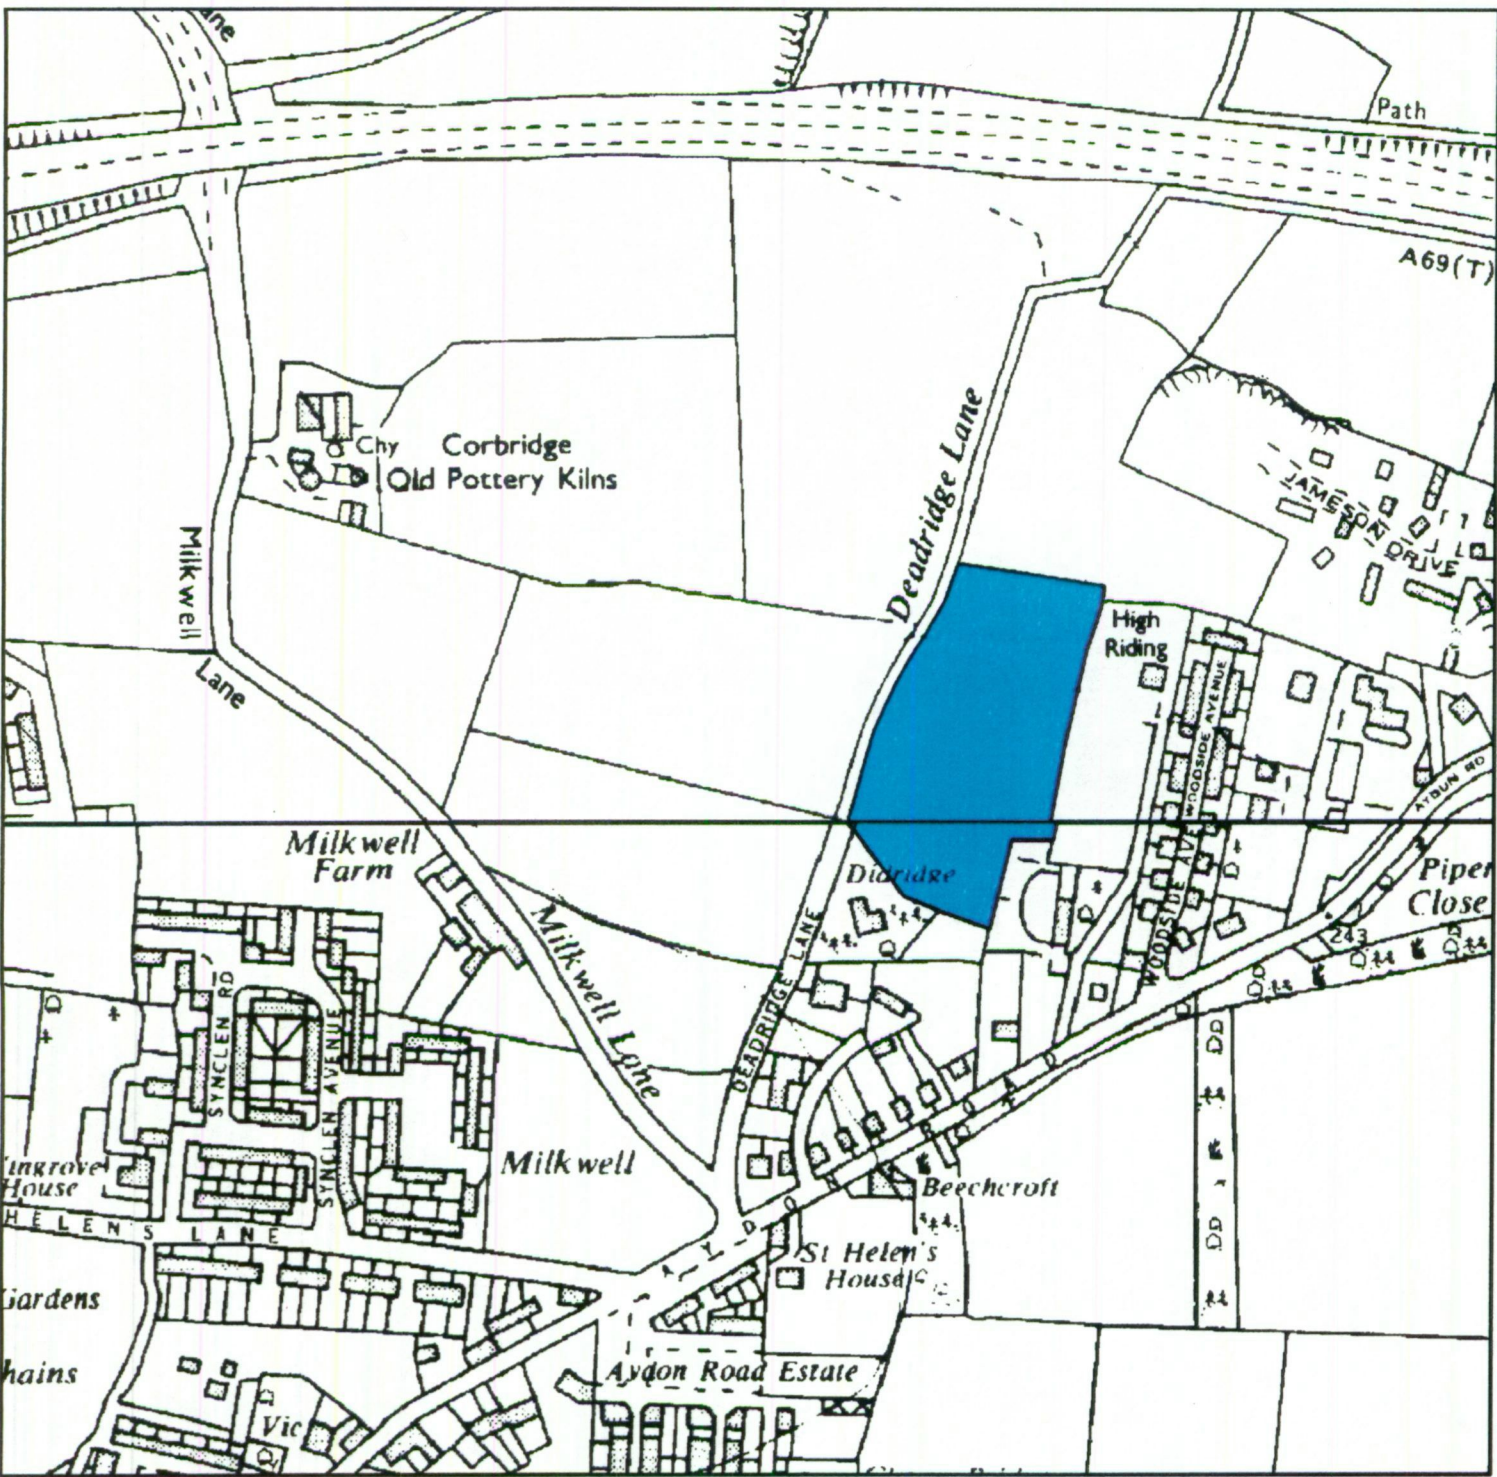 ane
Path
A69(T)
Chy
Corbridge
Old Pottery Kilns
Deadridge Lane
JAMESON DRIVE
Milkwell
Lane
High
Riding
WOODSIDE AVENUE
AYDON RD
Milkwell
Farm
Didridge
Piper
Close
243
WOODSIDE AVE
DEADRIDGE LANE
Milkwell Lane
SYNCLEN RD
SYNCLEN AVENUE
AYDON ROAD
House
Milkwell
Beechcroft
HELENS LANE
St Helen's
House
Gardens
hains
Aydon Road Estate
Vic